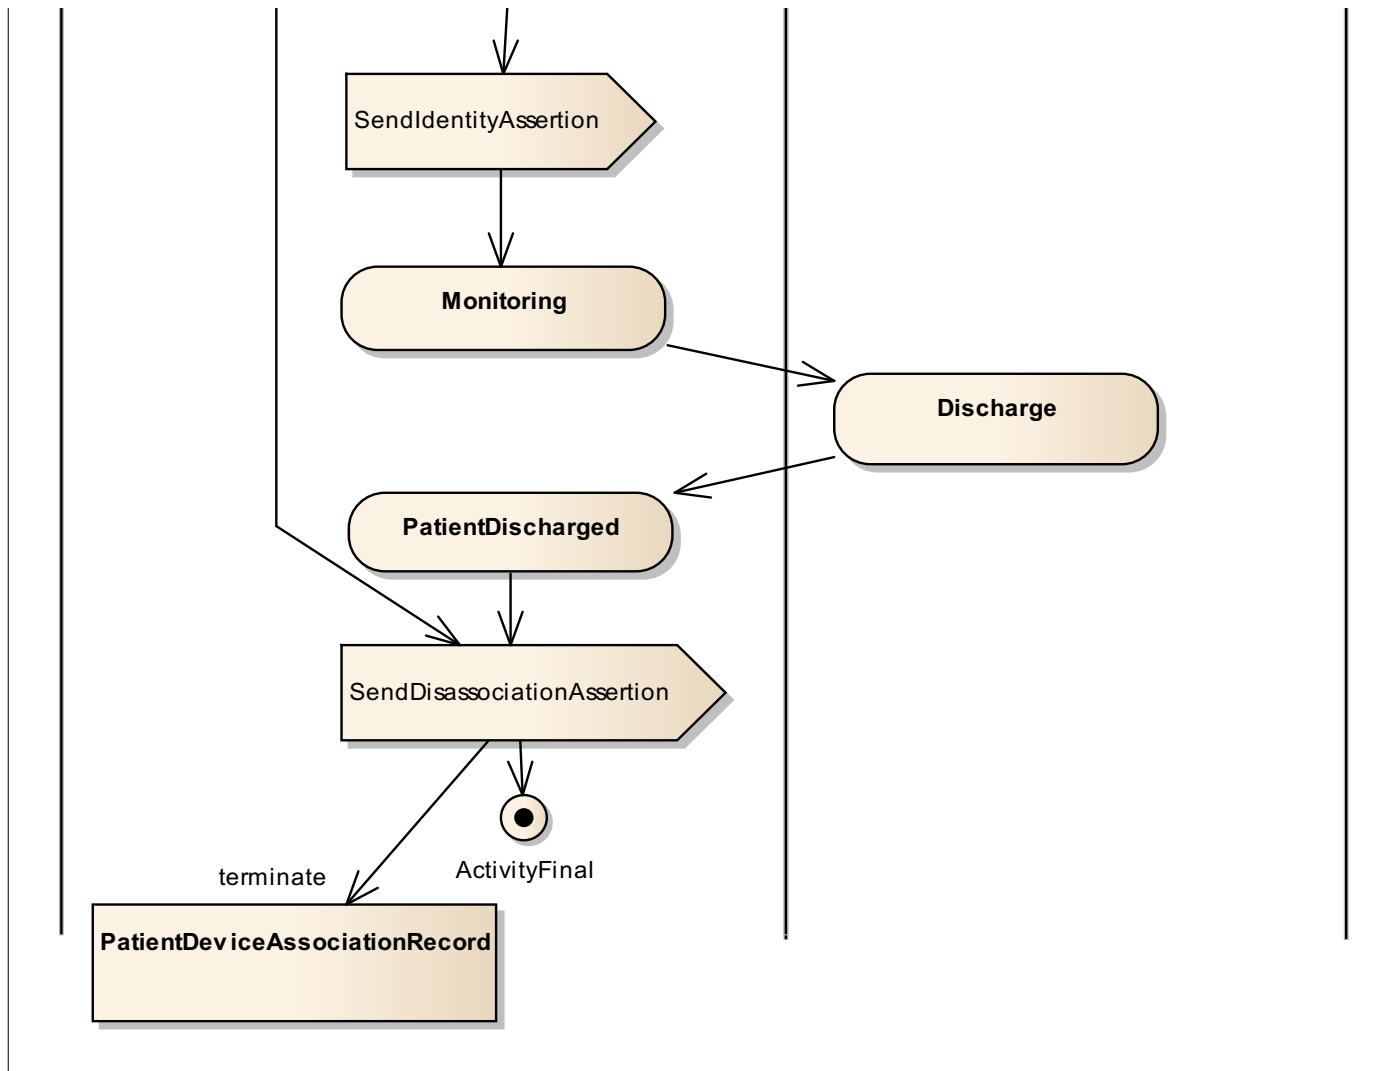 SendIdentityAssertion
Monitoring
Discharge
PatientDischarged
SendDisassociationAssertion
ActivityFinal
terminate
PatientDeviceAssociationRecord